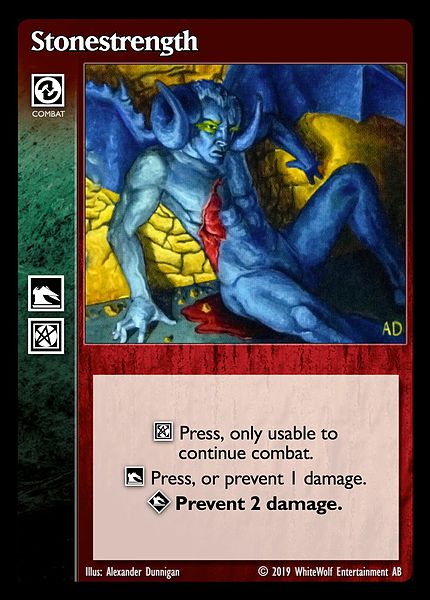 Stonestrength
COMBAT
AD
Press, only usable to
continue combat.
Press, or prevent 1 damage.
Prevent 2 damage.
Illus: Alexander Dunnigan © 2019 WhiteWolf Entertainment AB